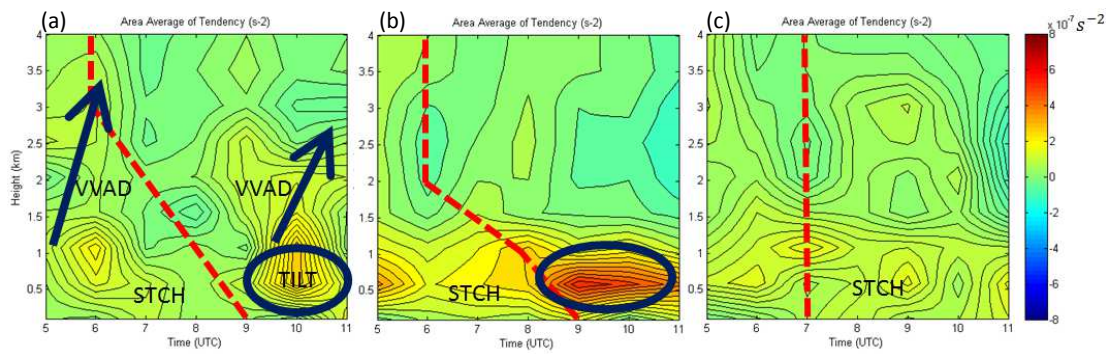 (a) Area Average of Tendency (s-2)
(b) Area Average of Tendency (s-2)
(c) Area Average of Tendency (s-2)
x 10⁻⁷ s⁻²
Height (km)
4
3.5
3
2.5
2
1.5
1
0.5
VVAD
VVAD
TILT
STCH
5 6 7 8 9 10 11
Time (UTC)
4
3.5
3
2.5
2
1.5
1
0.5
STCH
5 6 7 8 9 10 11
Time (UTC)
4
3.5
3
2.5
2
1.5
1
0.5
STCH
5 6 7 8 9 10 11
Time (UTC)
8
6
4
2
0
-2
-4
-6
-8